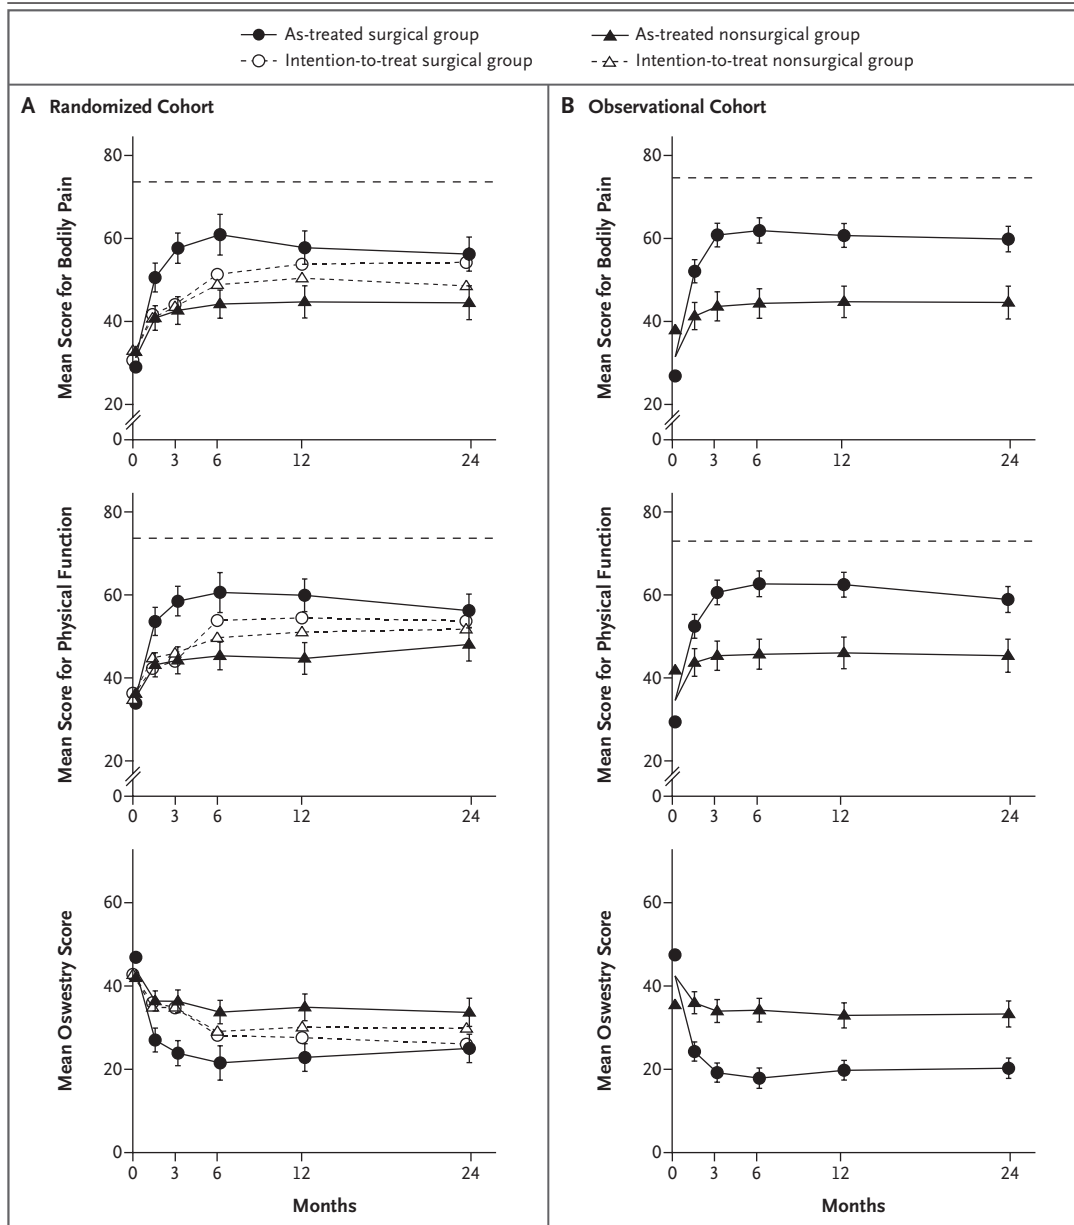 As-treated surgical group
As-treated nonsurgical group
Intention-to-treat surgical group
Intention-to-treat nonsurgical group
A Randomized Cohort
Mean Score for Bodily Pain
80
60
40
20
0
0 3 6 12 24
Mean Score for Physical Function
80
60
40
20
0
0 3 6 12 24
Mean Oswestry Score
60
40
20
0
0 3 6 12 24
Months
B Observational Cohort
Mean Score for Bodily Pain
80
60
40
20
0
0 3 6 12 24
Mean Score for Physical Function
80
60
40
20
0
0 3 6 12 24
Mean Oswestry Score
60
40
20
0
0 3 6 12 24
Months